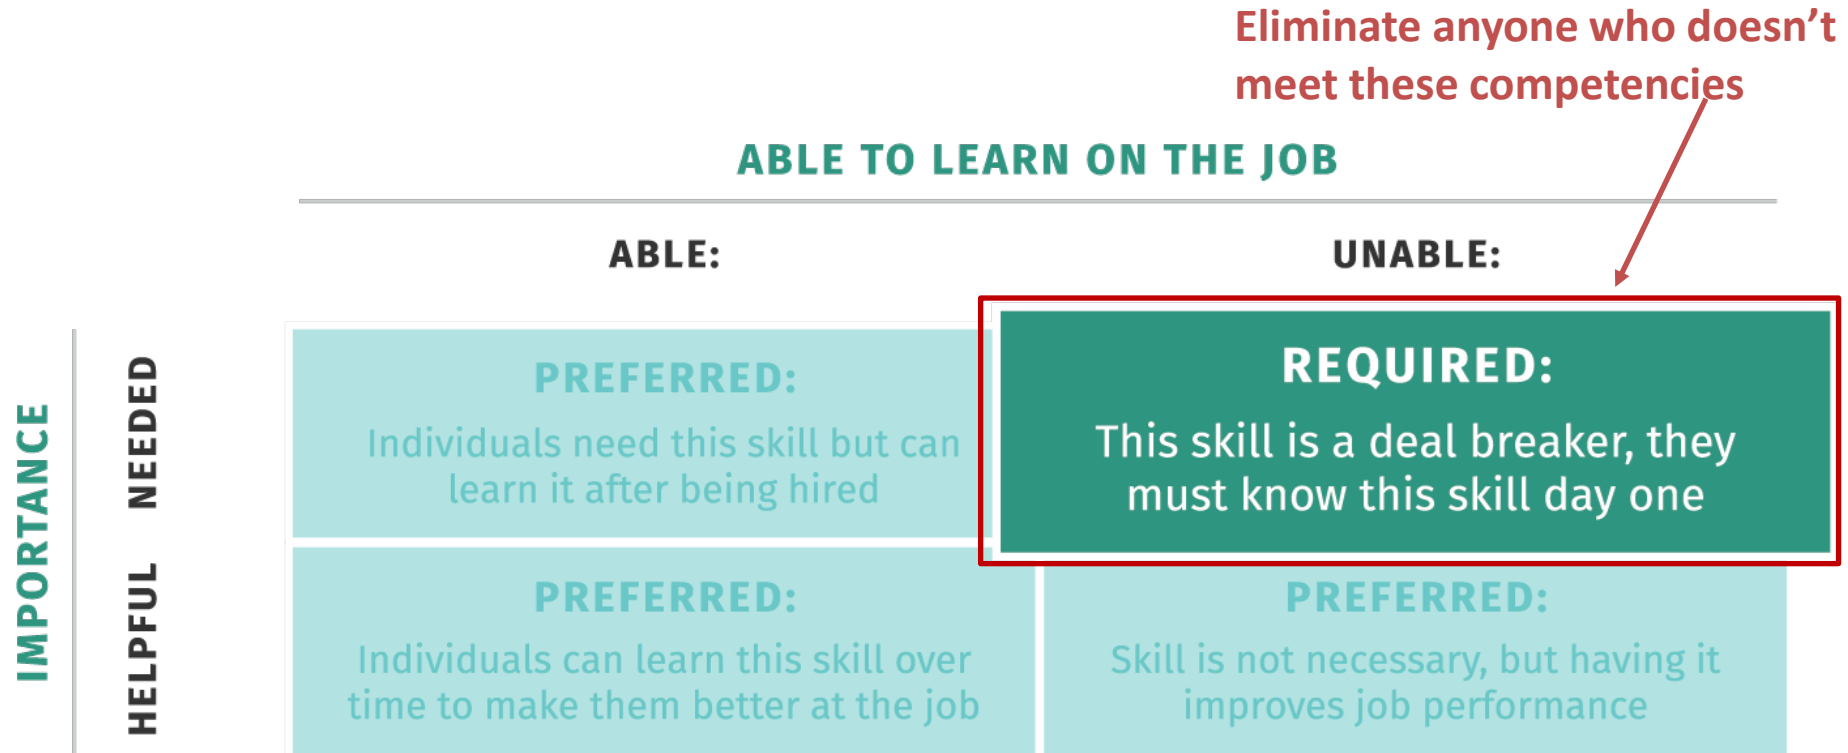 Eliminate anyone who doesn’t
meet these competencies
ABLE TO LEARN ON THE JOB
ABLE:
UNABLE:
IMPORTANCE
NEEDED
PREFERRED:
Individuals need this skill but can
learn it after being hired
REQUIRED:
This skill is a deal breaker, they
must know this skill day one
HELPFUL
PREFERRED:
Individuals can learn this skill over
time to make them better at the job
PREFERRED:
Skill is not necessary, but having it
improves job performance